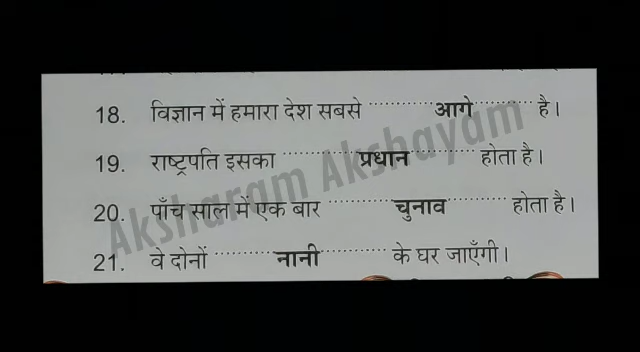 18. विज्ञान में हमारा देश सबसे ············ आगे ············ है।
19. राष्ट्रपति इसका ············ प्रधान ············ होता है।
20. पाँच साल में एक बार ············ चुनाव ············ होता है।
21. वे दोनों ············ नानी ············ के घर जाएँगी।
Aksharam Akshayam